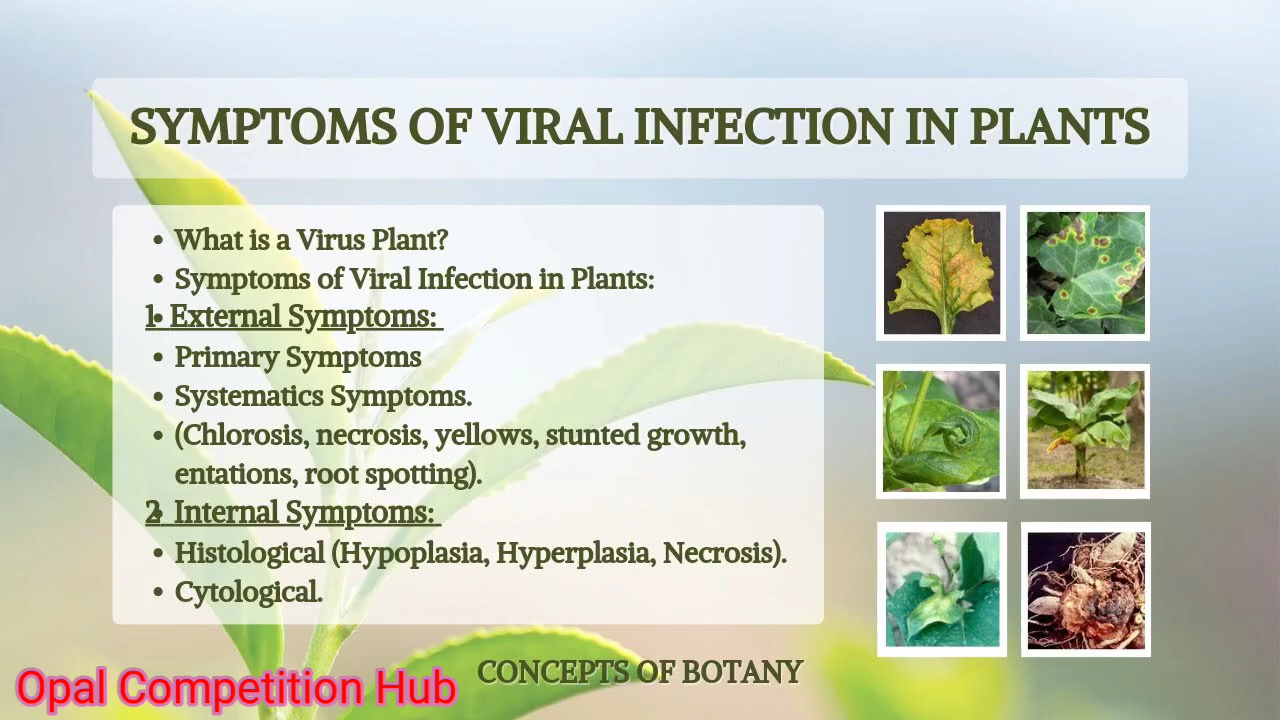 SYMPTOMS OF VIRAL INFECTION IN PLANTS
• What is a Virus Plant?
• Symptoms of Viral Infection in Plants:
1. External Symptoms:
• Primary Symptoms
• Systematics Symptoms.
• (Chlorosis, necrosis, yellows, stunted growth,
entations, root spotting).
2. Internal Symptoms:
• Histological (Hypoplasia, Hyperplasia, Necrosis).
• Cytological.
CONCEPTS OF BOTANY
Opal Competition Hub